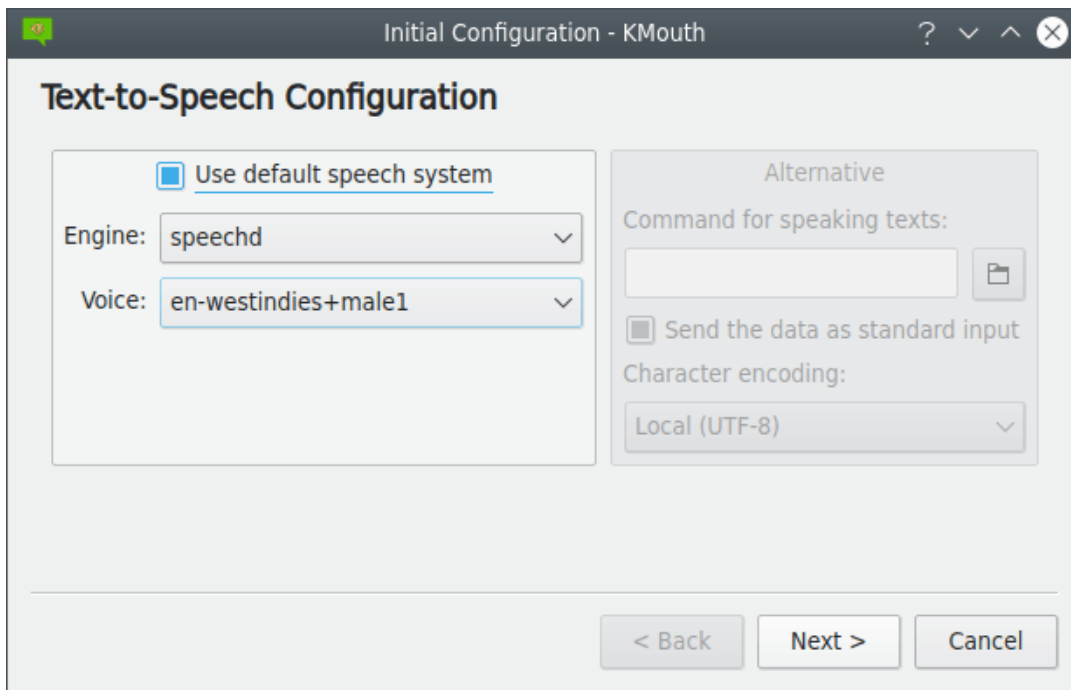 Initial Configuration - KMouth
Text-to-Speech Configuration
Use default speech system
Engine: speechd
Voice: en-westindies+male1
Alternative
Command for speaking texts:
Send the data as standard input
Character encoding:
Local (UTF-8)
< Back Next > Cancel